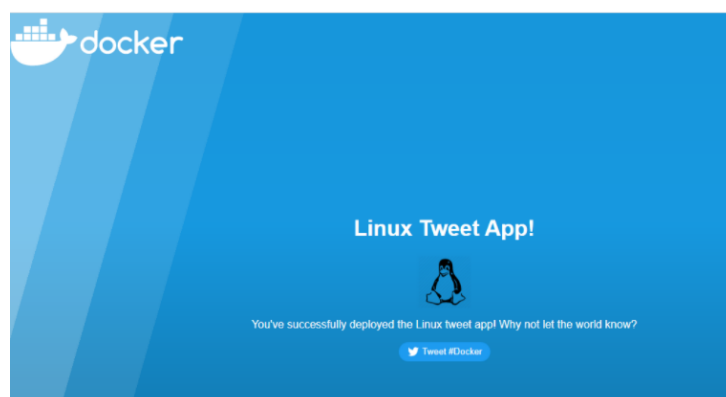 docker
Linux Tweet App!
You've successfully deployed the Linux tweet app! Why not let the world know?
Tweet #Docker